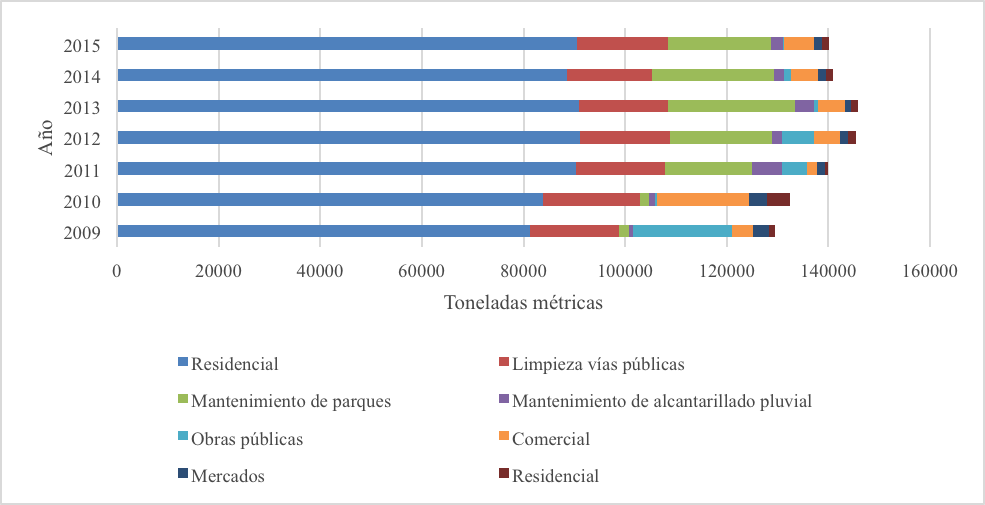 Año
2015
2014
2013
2012
2011
2010
2009
0 20000 40000 60000 80000 100000 120000 140000 160000
Toneladas métricas
Residencial Limpieza vías públicas
Mantenimiento de parques Mantenimiento de alcantarillado pluvial
Obras públicas Comercial
Mercados Residencial